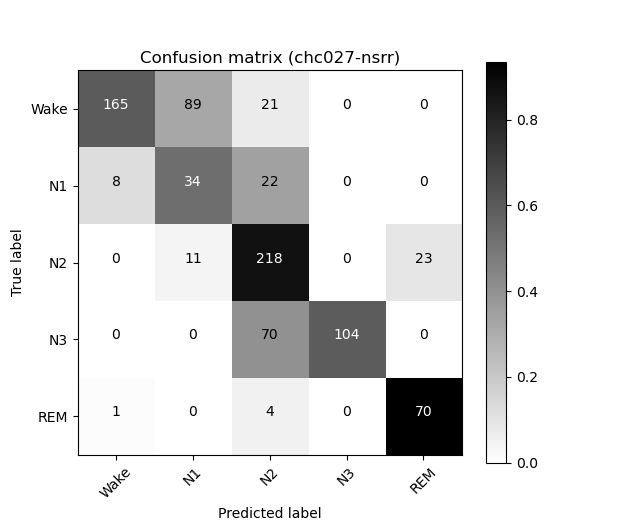 Confusion matrix (chc027-nsrr)
Wake 165 89 21 0 0
N1 8 34 22 0 0
N2 0 11 218 0 23
N3 0 0 70 104 0
REM 1 0 4 0 70
Wake N1 N2 N3 REM
True label
Predicted label
0.8
0.6
0.4
0.2
0.0